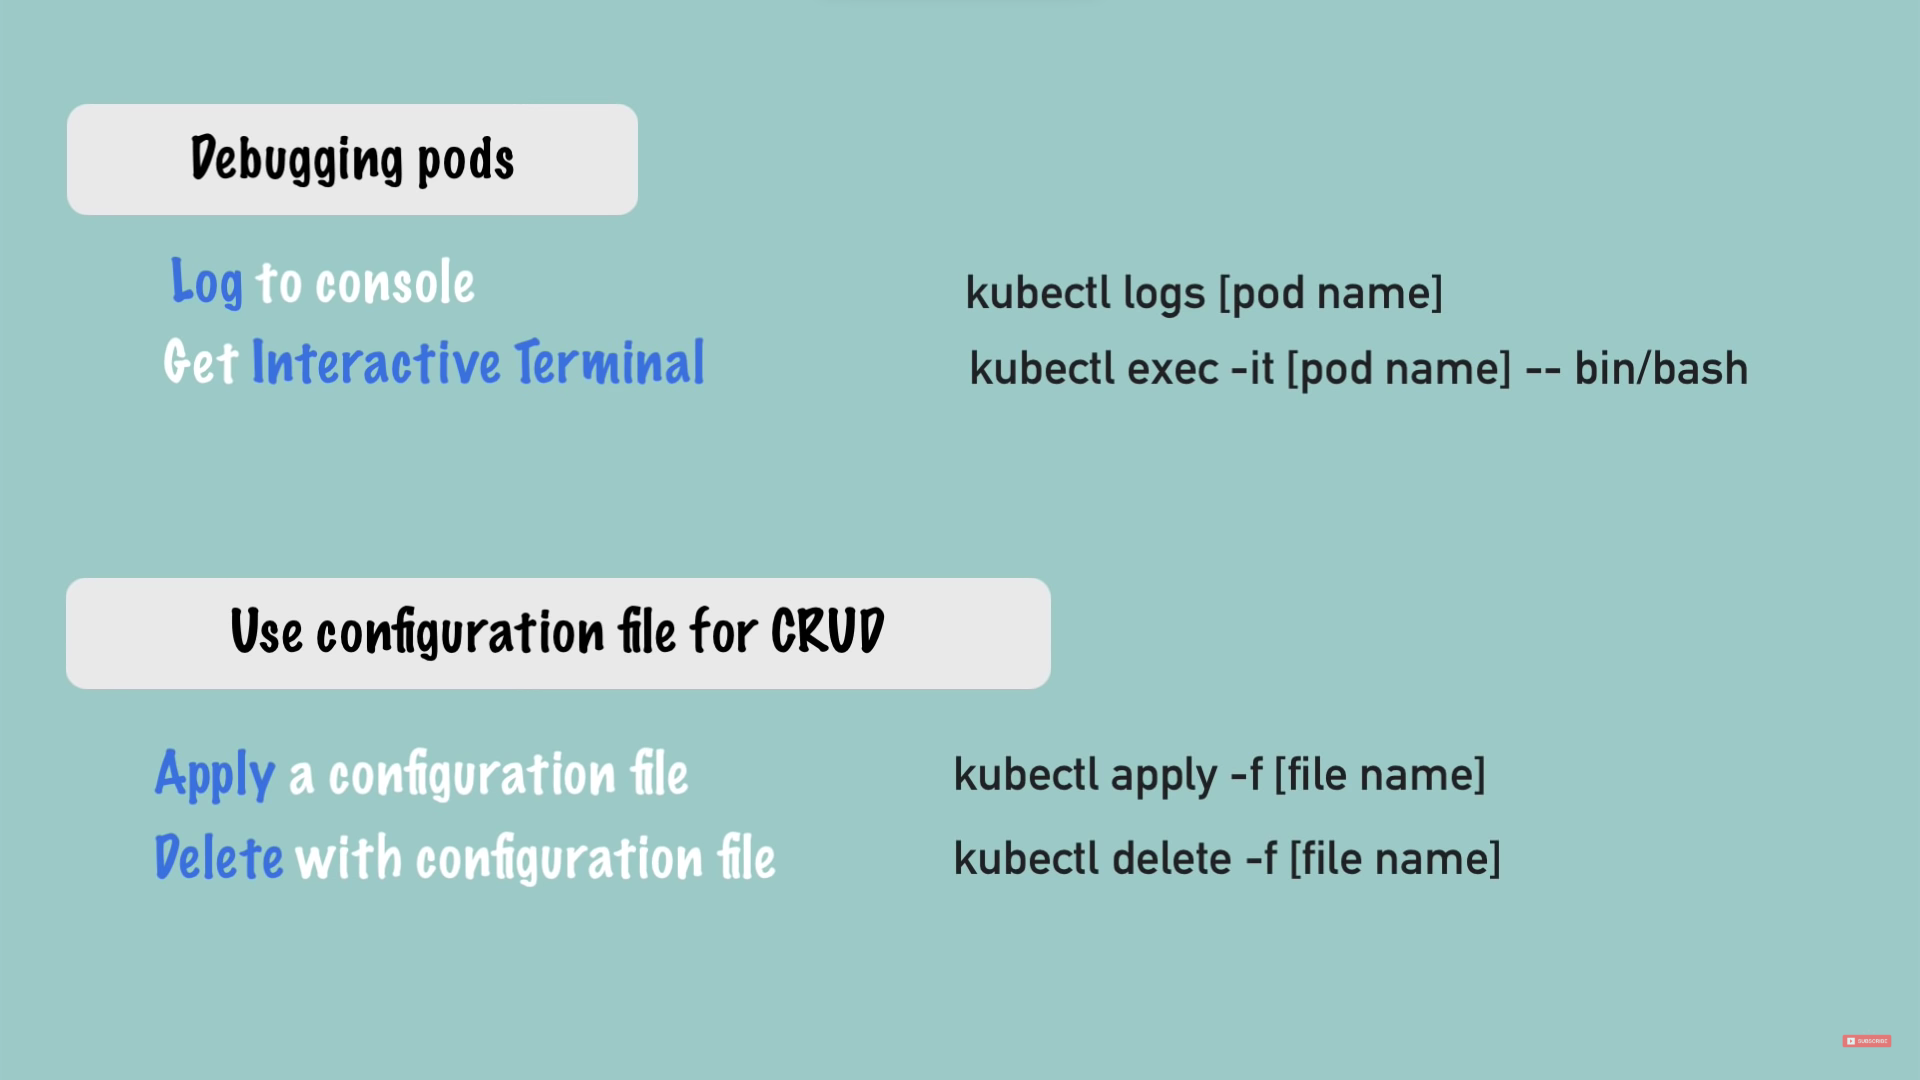 Debugging pods
Log to console
kubectl logs [pod name]
Get Interactive Terminal
kubectl exec -it [pod name] -- bin/bash
Use configuration file for CRUD
Apply a configuration file
kubectl apply -f [file name]
Delete with configuration file
kubectl delete -f [file name]
SUBSCRIBE